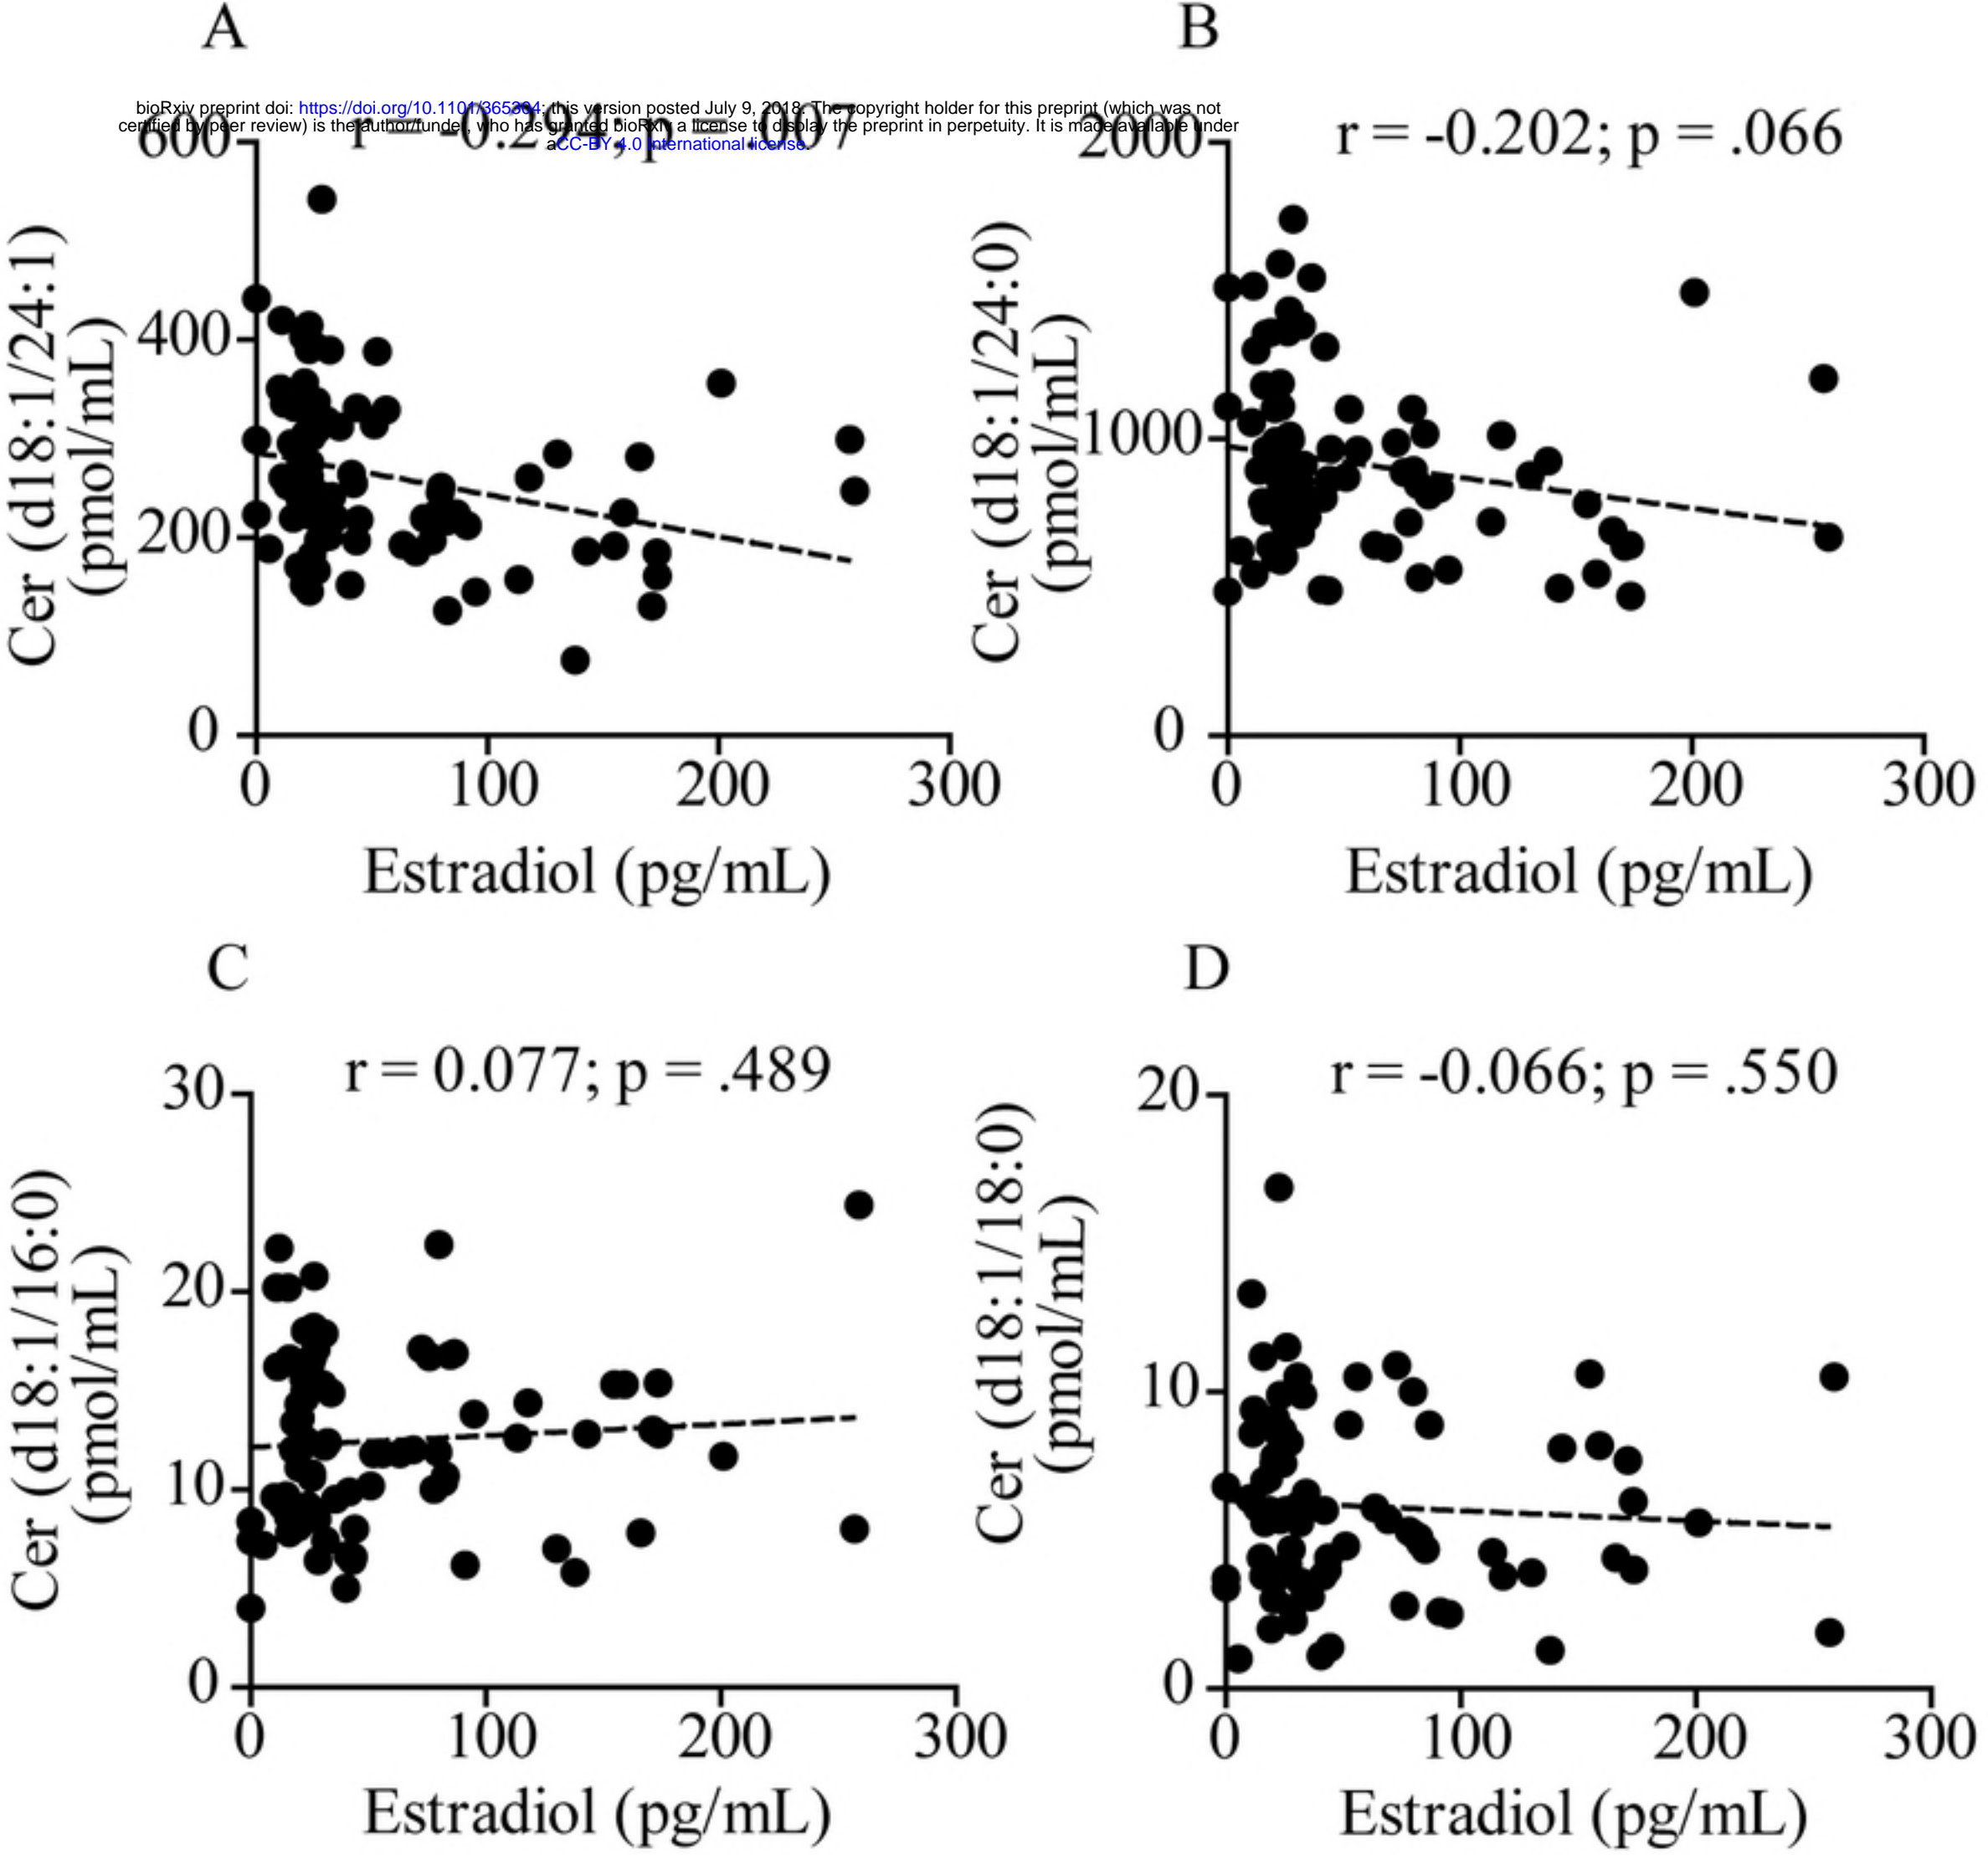 A
B
bioRxiv preprint doi: https://doi.org/10.1101/365304; this version posted July 9, 2018. The copyright holder for this preprint (which was not
certified by peer review) is the author/funder, who has granted bioRxiv a license to display the preprint in perpetuity. It is made available under
aCC-BY 4.0 International license.
r = -0.294; p = .007
r = -0.202; p = .066
600
400
200
0
Cer (d18:1/24:1)
(pmol/mL)
0 100 200 300
Estradiol (pg/mL)
2000
1000
0
Cer (d18:1/24:0)
(pmol/mL)
0 100 200 300
Estradiol (pg/mL)
C
D
r = 0.077; p = .489
r = -0.066; p = .550
30
20
10
0
Cer (d18:1/16:0)
(pmol/mL)
0 100 200 300
Estradiol (pg/mL)
20
10
0
Cer (d18:1/18:0)
(pmol/mL)
0 100 200 300
Estradiol (pg/mL)